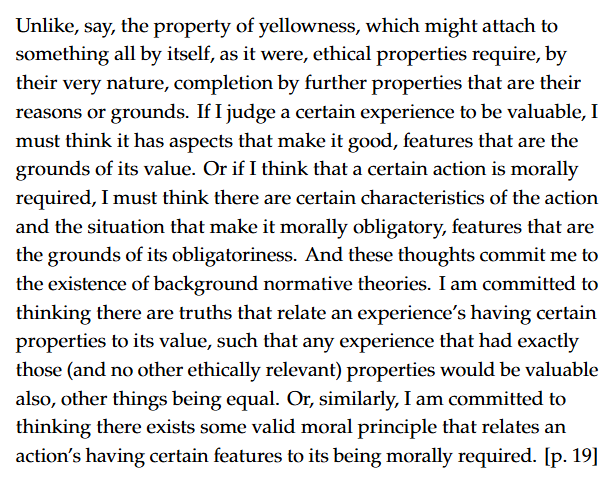 Unlike, say, the property of yellowness, which might attach to
something all by itself, as it were, ethical properties require, by
their very nature, completion by further properties that are their
reasons or grounds. If I judge a certain experience to be valuable, I
must think it has aspects that make it good, features that are the
grounds of its value. Or if I think that a certain action is morally
required, I must think there are certain characteristics of the action
and the situation that make it morally obligatory, features that are
the grounds of its obligatoriness. And these thoughts commit me to
the existence of background normative theories. I am committed to
thinking there are truths that relate an experience’s having certain
properties to its value, such that any experience that had exactly
those (and no other ethically relevant) properties would be valuable
also, other things being equal. Or, similarly, I am committed to
thinking there exists some valid moral principle that relates an
action’s having certain features to its being morally required. [p. 19]